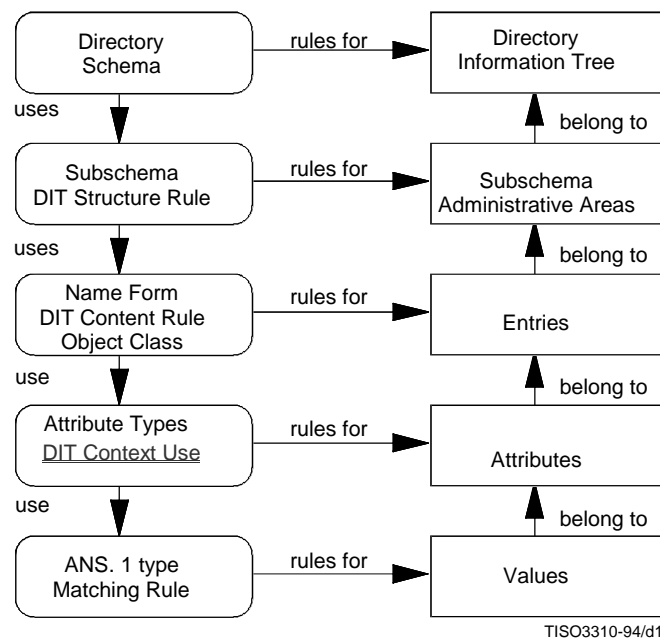 Directory
Schema
rules for
Directory
Information Tree
uses
belong to
Subschema
DIT Structure Rule
rules for
Subschema
Administrative Areas
uses
belong to
Name Form
DIT Content Rule
Object Class
rules for
Entries
use
belong to
Attribute Types
DIT Context Use
rules for
Attributes
use
belong to
ANS. 1 type
Matching Rule
rules for
Values
TISO3310-94/d1